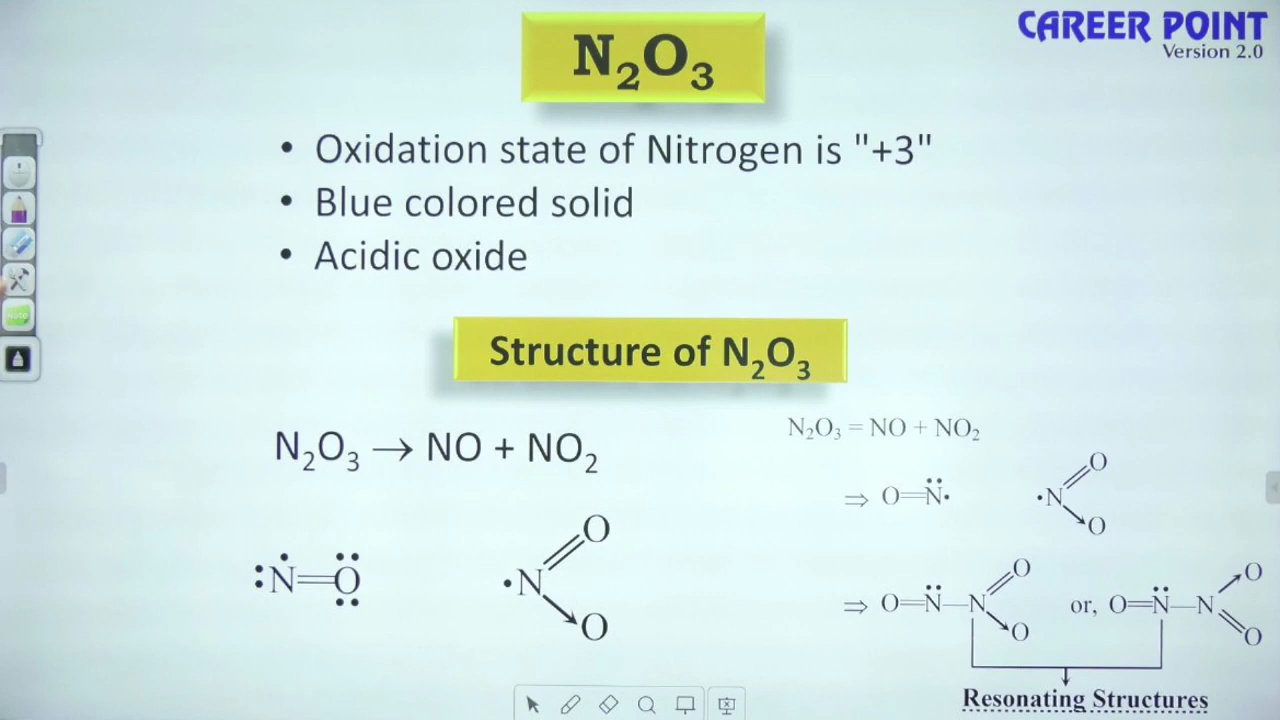 CAREER POINT
Version 2.0
N₂O₃
• Oxidation state of Nitrogen is "+3"
• Blue colored solid
• Acidic oxide
Note
Structure of N₂O₃
N₂O₃ → NO + NO₂
:N=O
·N O
O
N₂O₃ = NO + NO₂
⇒ O=N· ·N O
O
⇒ O=N–N O
O
or, O=N–N O
O
Resonating Structures